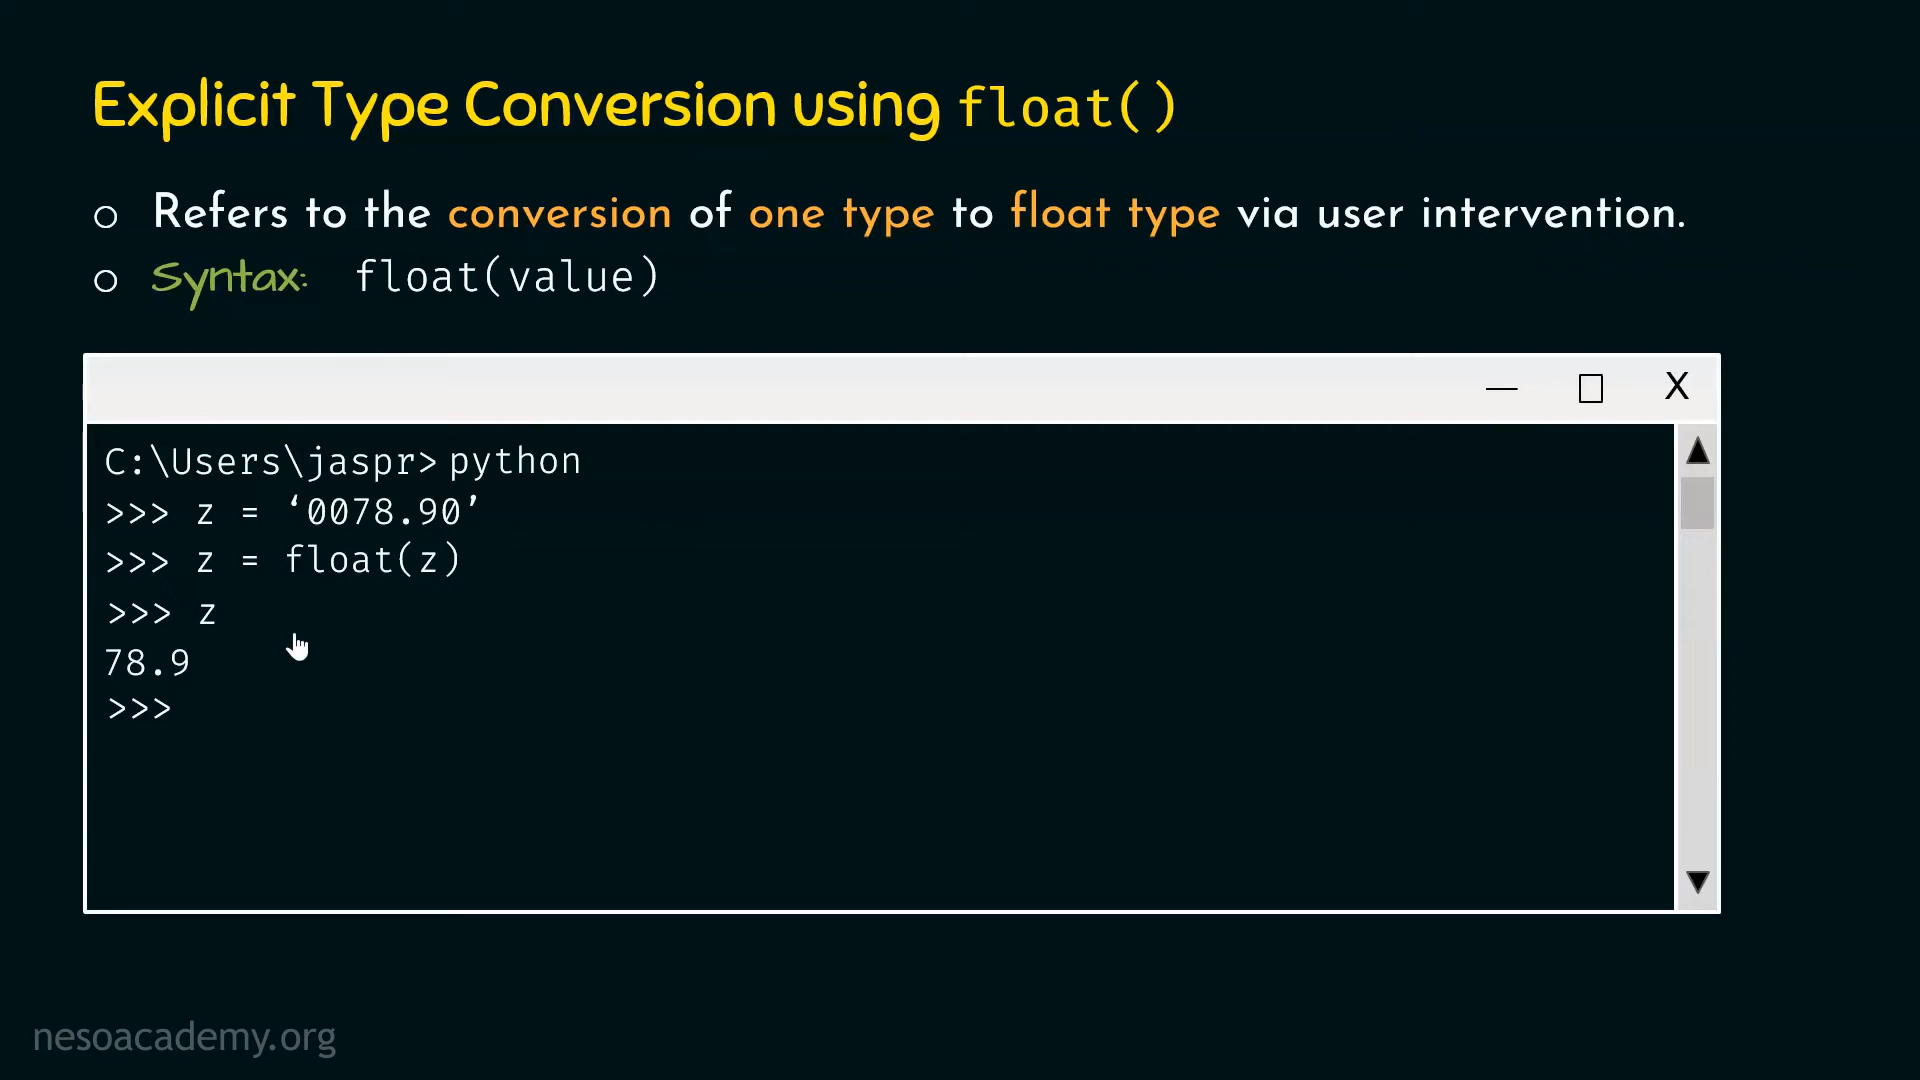 Explicit Type Conversion using float()
○ Refers to the conversion of one type to float type via user intervention.
○ Syntax: float(value)
— □ X
C:\Users\jaspr> python
>>> z = ‘0078.90’
>>> z = float(z)
>>> z
78.9
>>>
nesoacademy.org